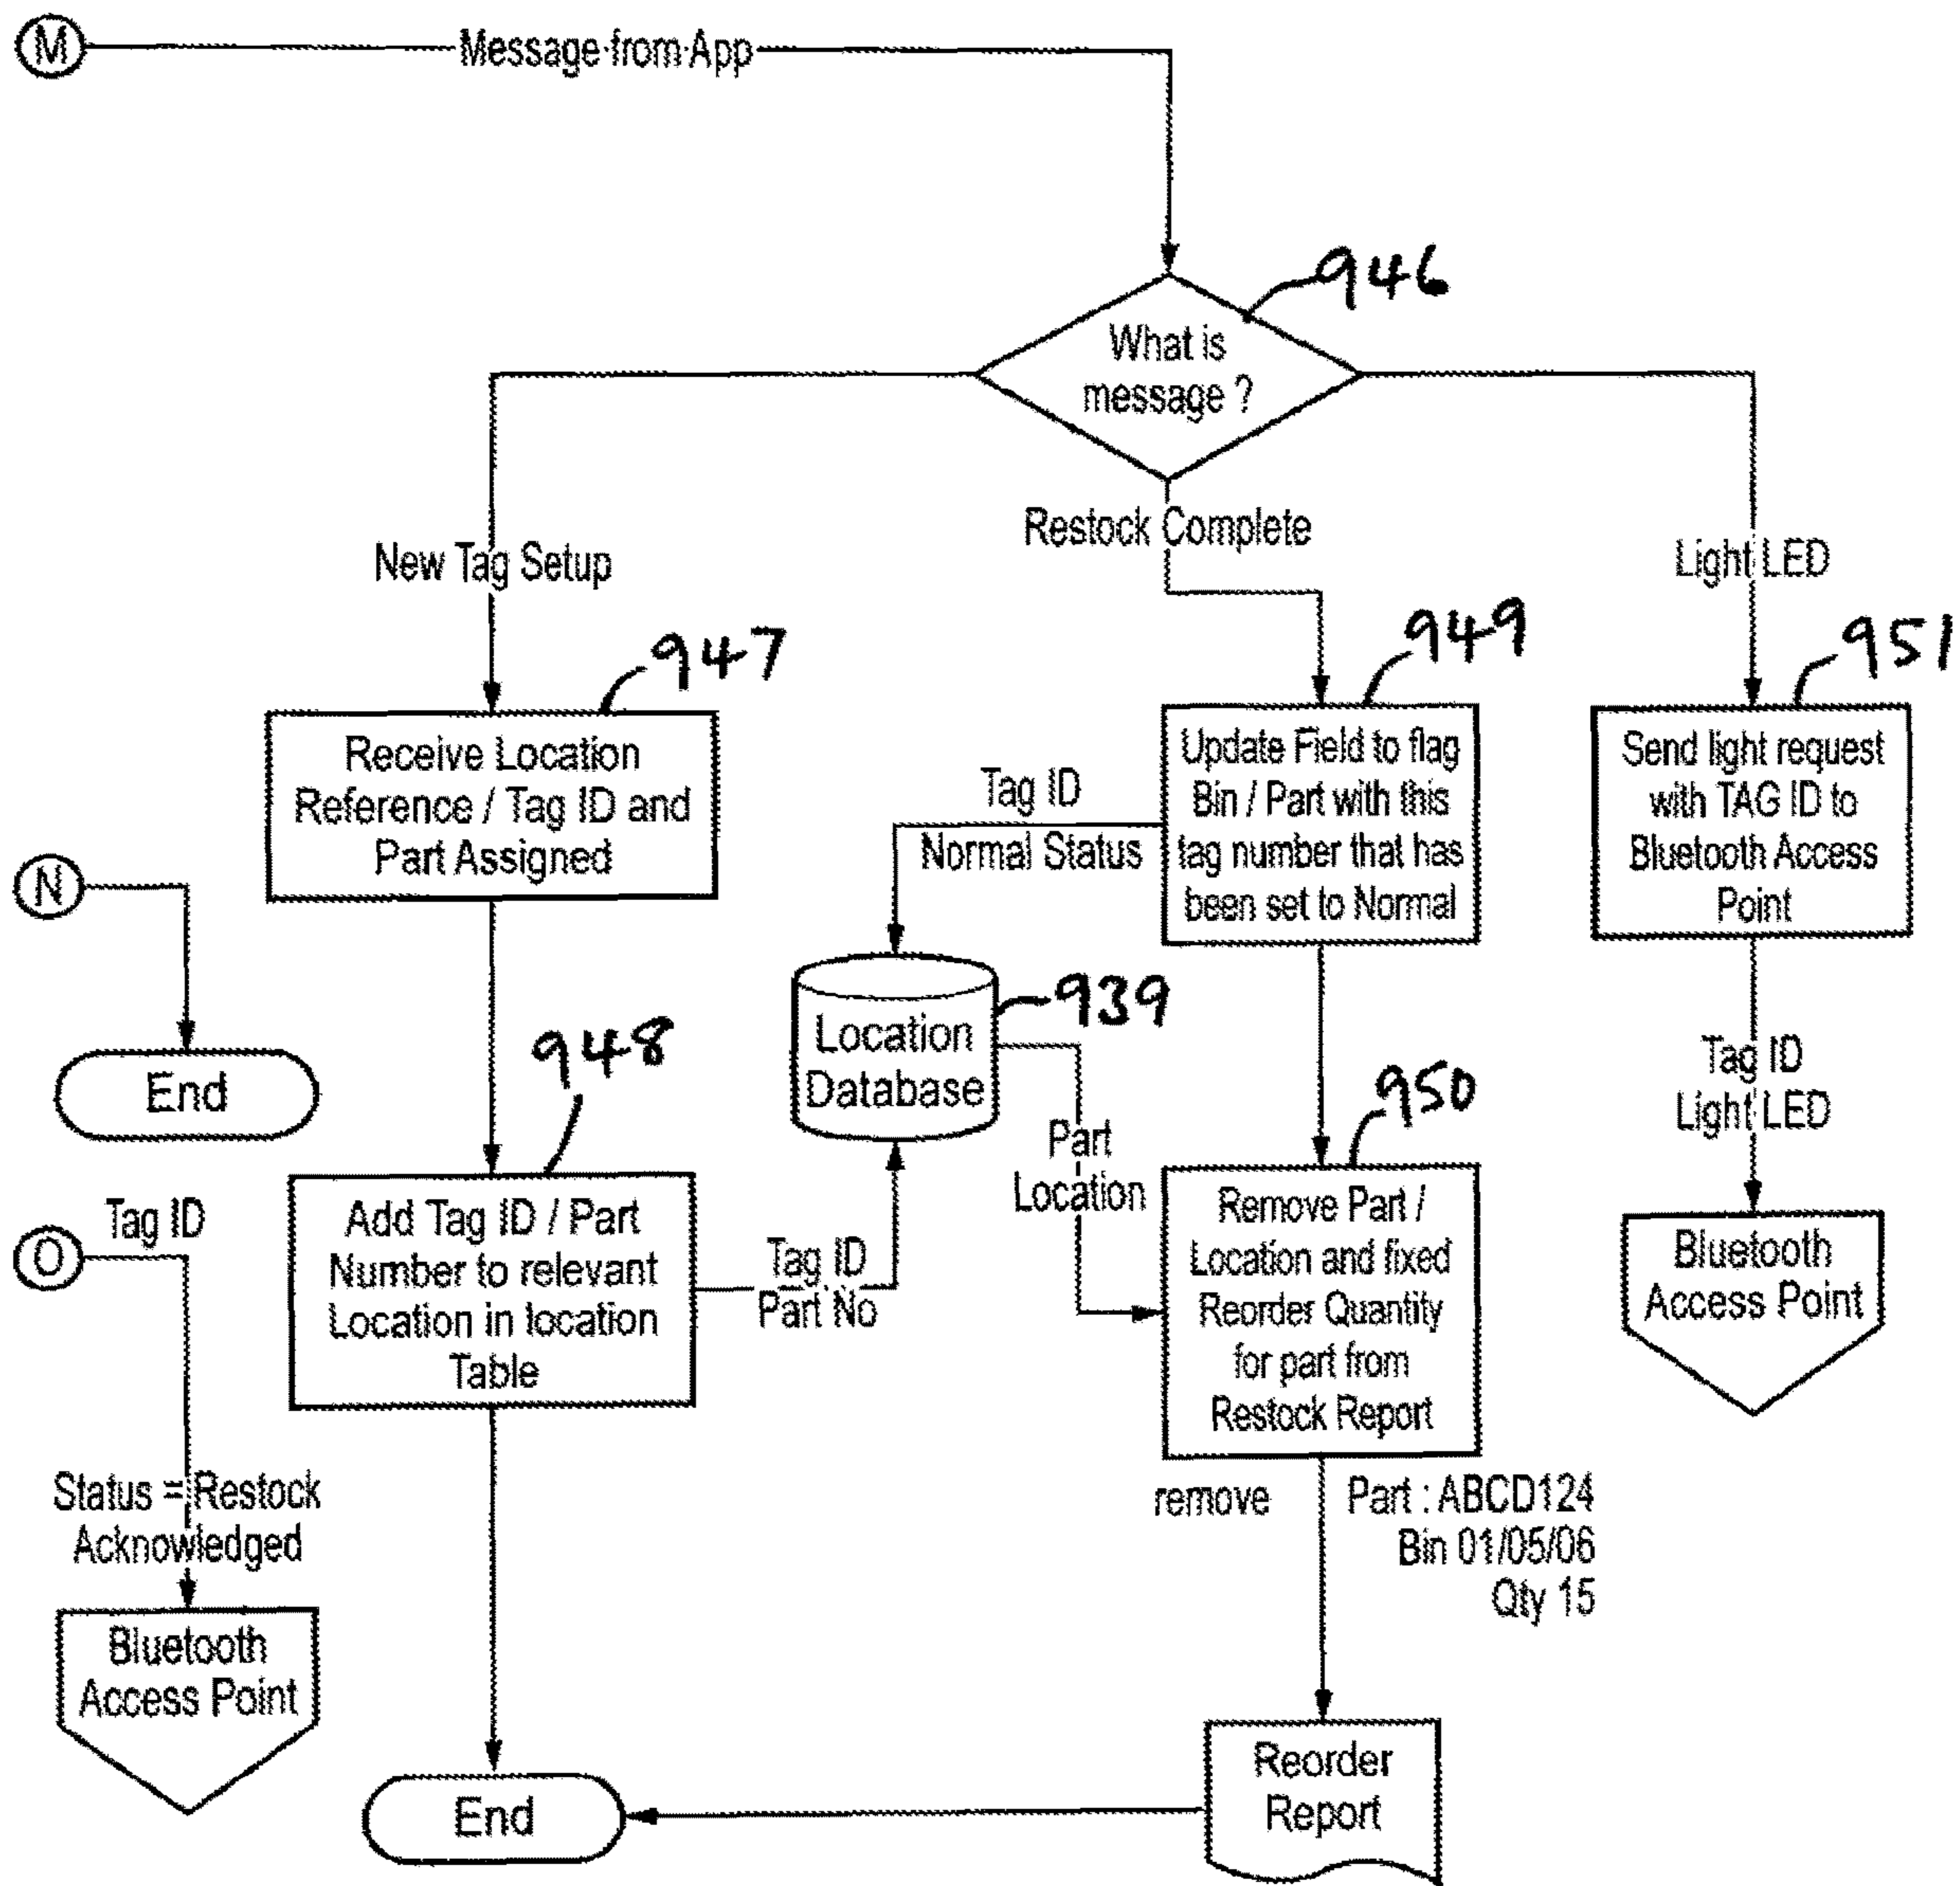 M
Message from App
946
What is
message ?
New Tag Setup
Restock Complete
Light LED
947
949
951
Receive Location
Reference / Tag ID and
Part Assigned
Tag ID
Normal Status
Update Field to flag
Bin / Part with this
tag number that has
been set to Normal
Send light request
with TAG ID to
Bluetooth Access
Point
N
End
948
939
Location
Database
950
Tag ID
Light LED
Part
Location
O
Tag ID
Add Tag ID / Part
Number to relevant
Location in location
Table
Tag ID
Part No
Remove Part /
Location and fixed
Reorder Quantity
for part from
Restock Report
Bluetooth
Access Point
Status = Restock
Acknowledged
remove
Part : ABCD124
Bin 01/05/06
Qty 15
Bluetooth
Access Point
End
Reorder
Report